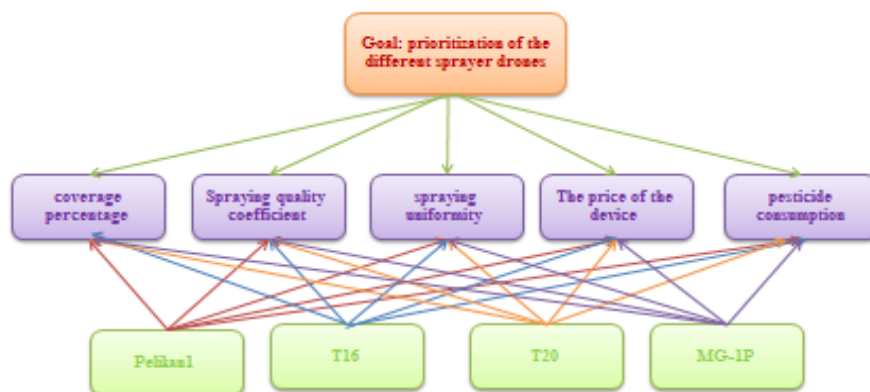 Goal: prioritization of the
different sprayer drones
coverage
percentage
Spraying quality
coefficient
spraying
uniformity
The price of the
device
pesticide
consumption
Pelikan1
T16
T20
MG-1P